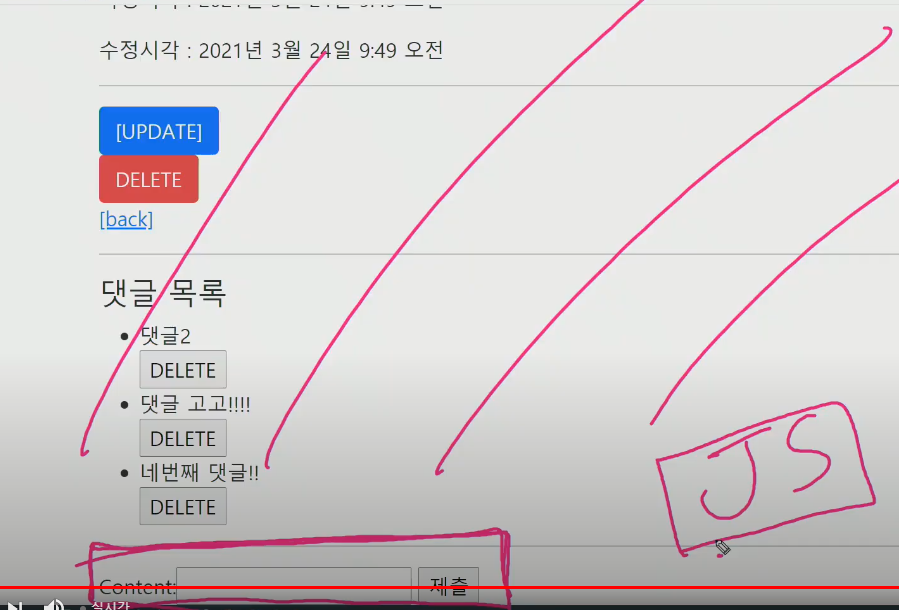 수정시각 : 2021년 3월 24일 9:49 오전
[UPDATE]
DELETE
[back]
댓글 목록
댓글2
DELETE
댓글 고고!!!!
DELETE
네번째 댓글!!
DELETE
JS
Content:
제출
실시간